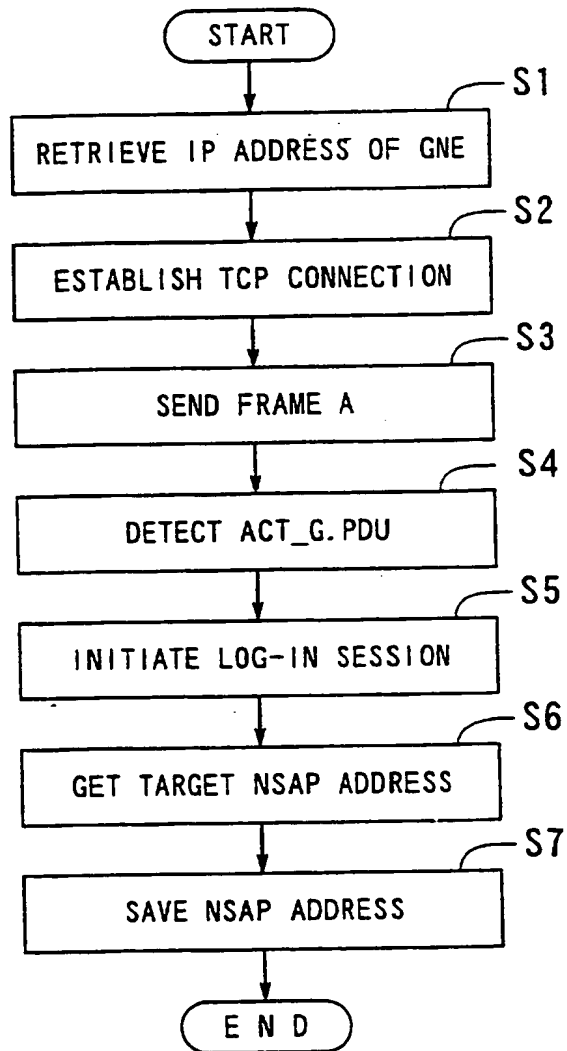 START
S1
RETRIEVE IP ADDRESS OF GNE
S2
ESTABLISH TCP CONNECTION
S3
SEND FRAME A
S4
DETECT ACT_G.PDU
S5
INITIATE LOG-IN SESSION
S6
GET TARGET NSAP ADDRESS
S7
SAVE NSAP ADDRESS
END